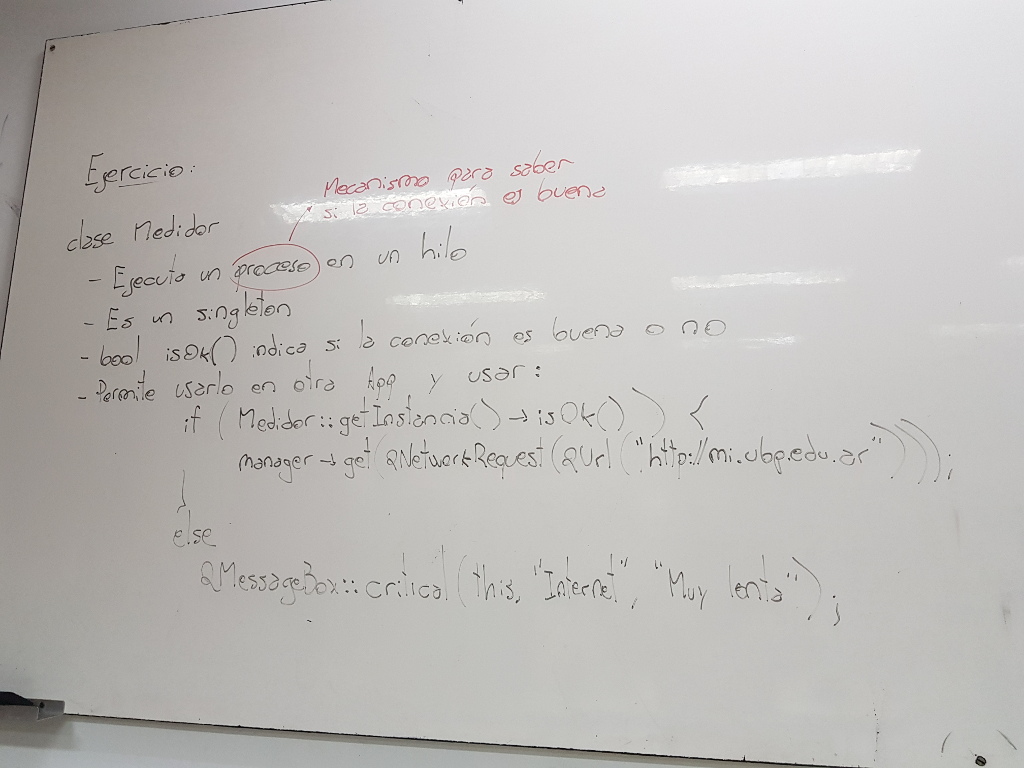 Ejercicio:
Mecanismo para saber
si la conexión es buena
clase Medidor
- Ejecuta un proceso en un hilo
- Es un singleton
- bool isOk() indica si la conexión es buena o no
- Permite usarlo en otra App y usar:
if ( Medidor::getInstancia()->isOk() ) {
manager->get(QNetworkRequest(QUrl("http://mi.ubp.edu.ar")));
}
else
QMessageBox::critical(this, "Internet", "Muy lenta");